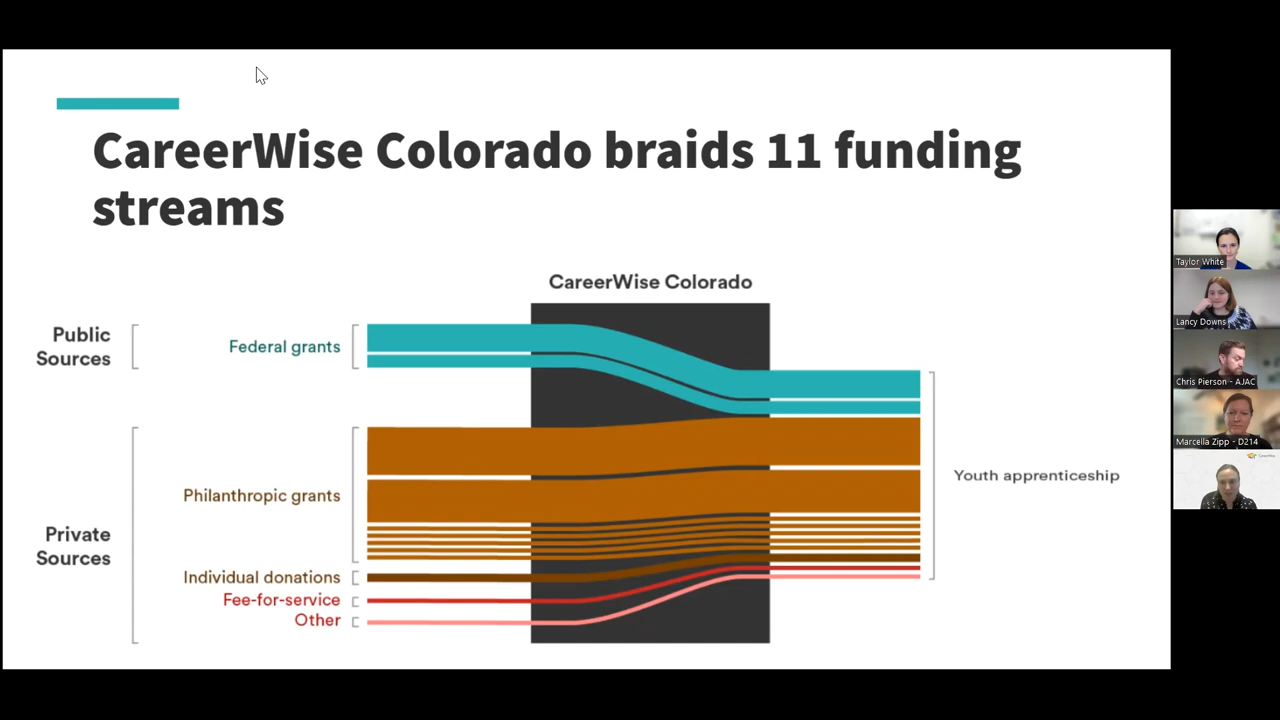 CareerWise Colorado braids 11 funding
streams
CareerWise Colorado
Public
Sources
Federal grants
Philanthropic grants
Private
Sources
Individual donations
Fee-for-service
Other
Youth apprenticeship
Taylor White
Lancy Downs
Chris Pierson - AJAC
Marcella Zipp - D214